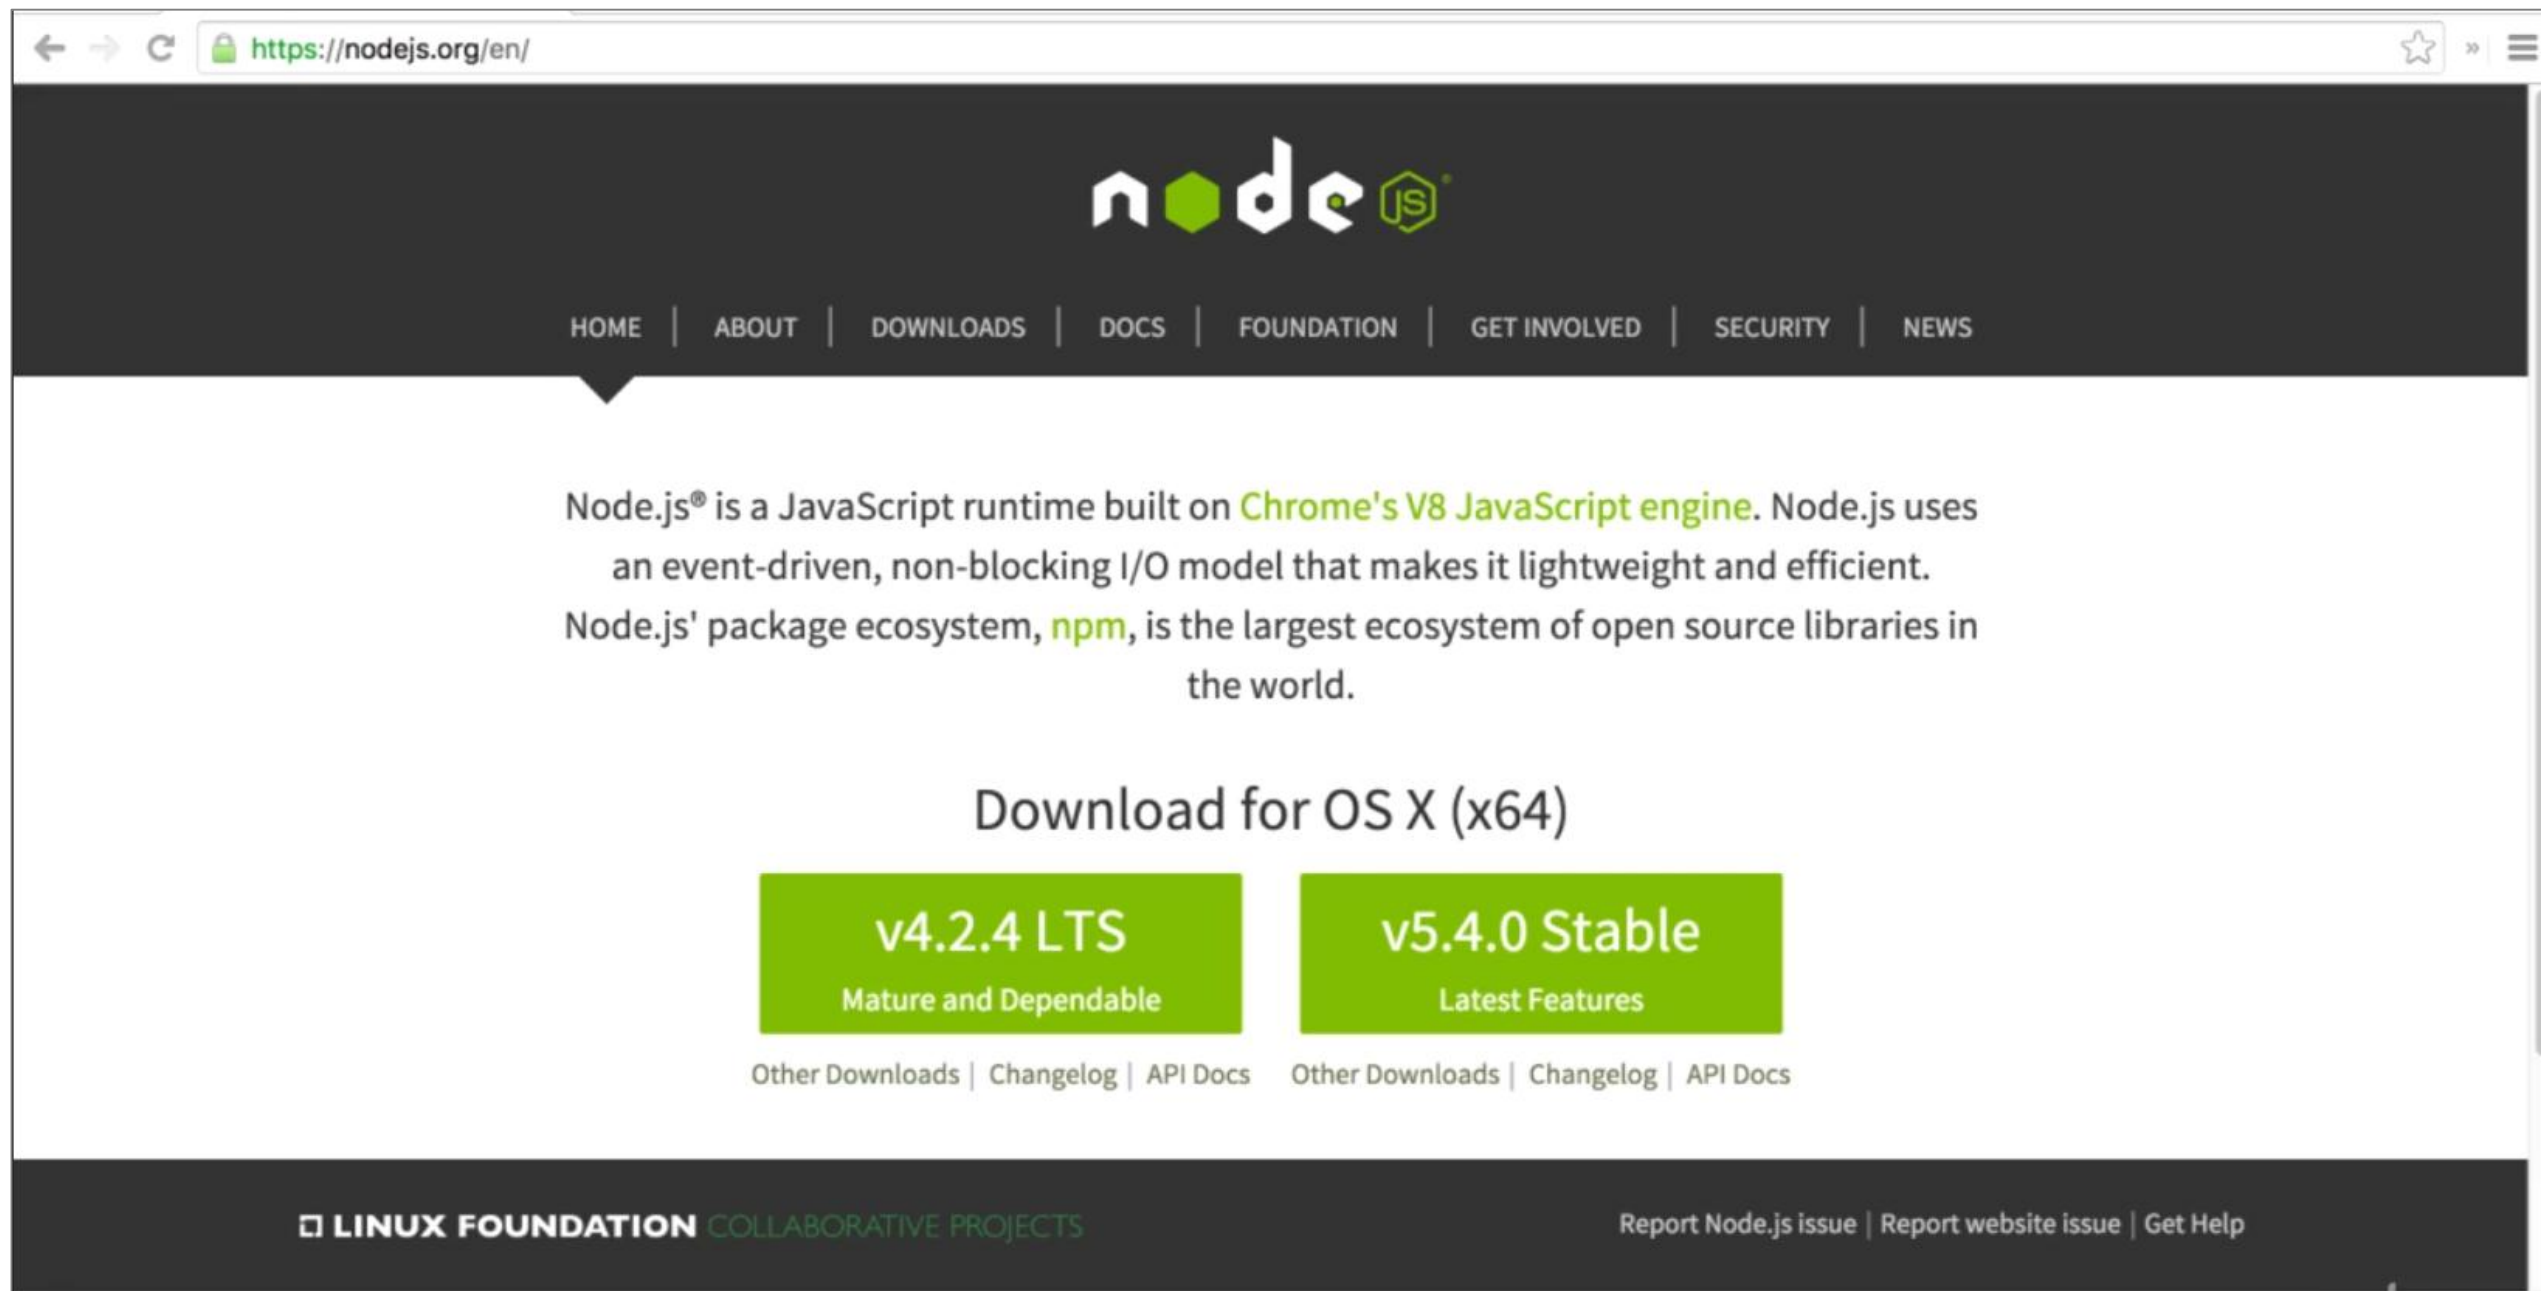 https://nodejs.org/en/
node JS®
HOME | ABOUT | DOWNLOADS | DOCS | FOUNDATION | GET INVOLVED | SECURITY | NEWS
Node.js® is a JavaScript runtime built on Chrome's V8 JavaScript engine. Node.js uses
an event-driven, non-blocking I/O model that makes it lightweight and efficient.
Node.js' package ecosystem, npm, is the largest ecosystem of open source libraries in
the world.
Download for OS X (x64)
v4.2.4 LTS
Mature and Dependable
Other Downloads | Changelog | API Docs
v5.4.0 Stable
Latest Features
Other Downloads | Changelog | API Docs
LINUX FOUNDATION COLLABORATIVE PROJECTS
Report Node.js issue | Report website issue | Get Help